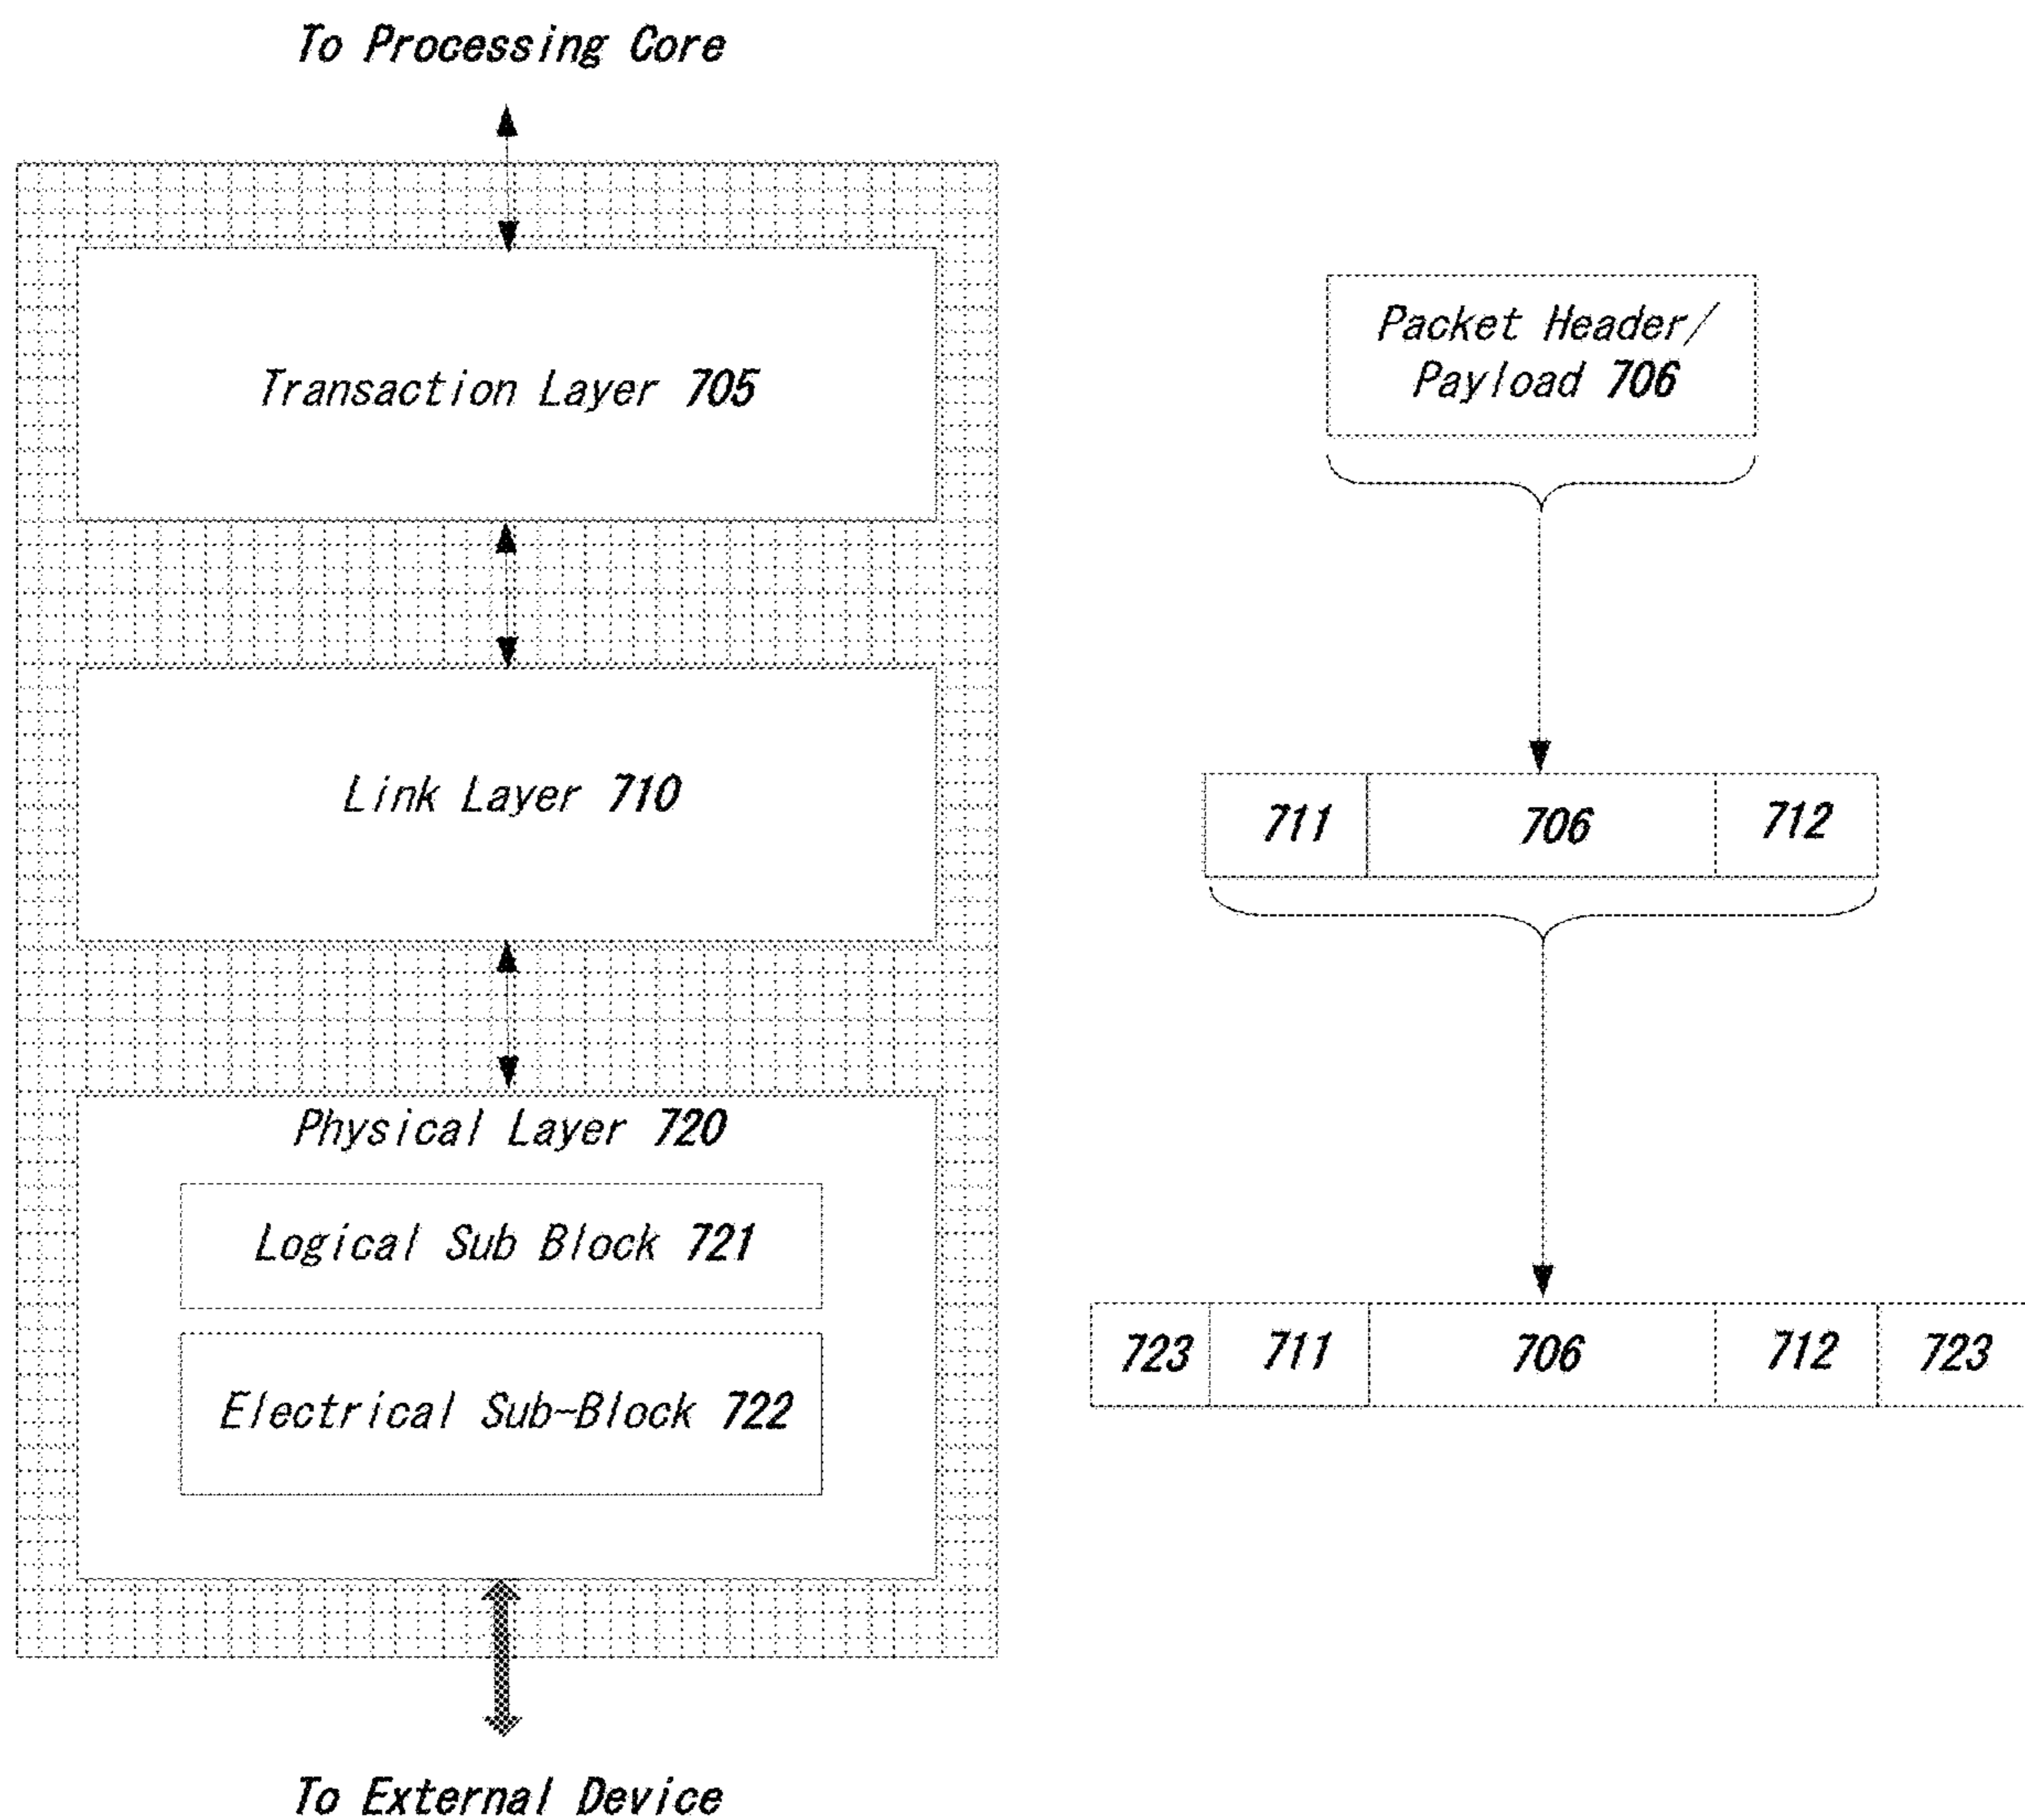 To Processing Core
Transaction Layer 705
Packet Header/
Payload 706
Link Layer 710
711 706 712
Physical Layer 720
Logical Sub Block 721
Electrical Sub-Block 722
723 711 706 712 723
To External Device